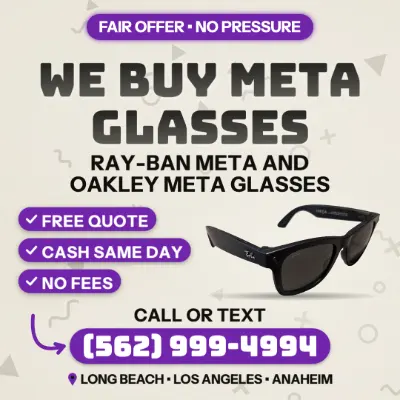 FAIR OFFER • NO PRESSURE
WE BUY META
GLASSES
RAY-BAN META AND
OAKLEY META GLASSES
FREE QUOTE
CASH SAME DAY
NO FEES
CALL OR TEXT
(562) 999-4994
LONG BEACH • LOS ANGELES • ANAHEIM